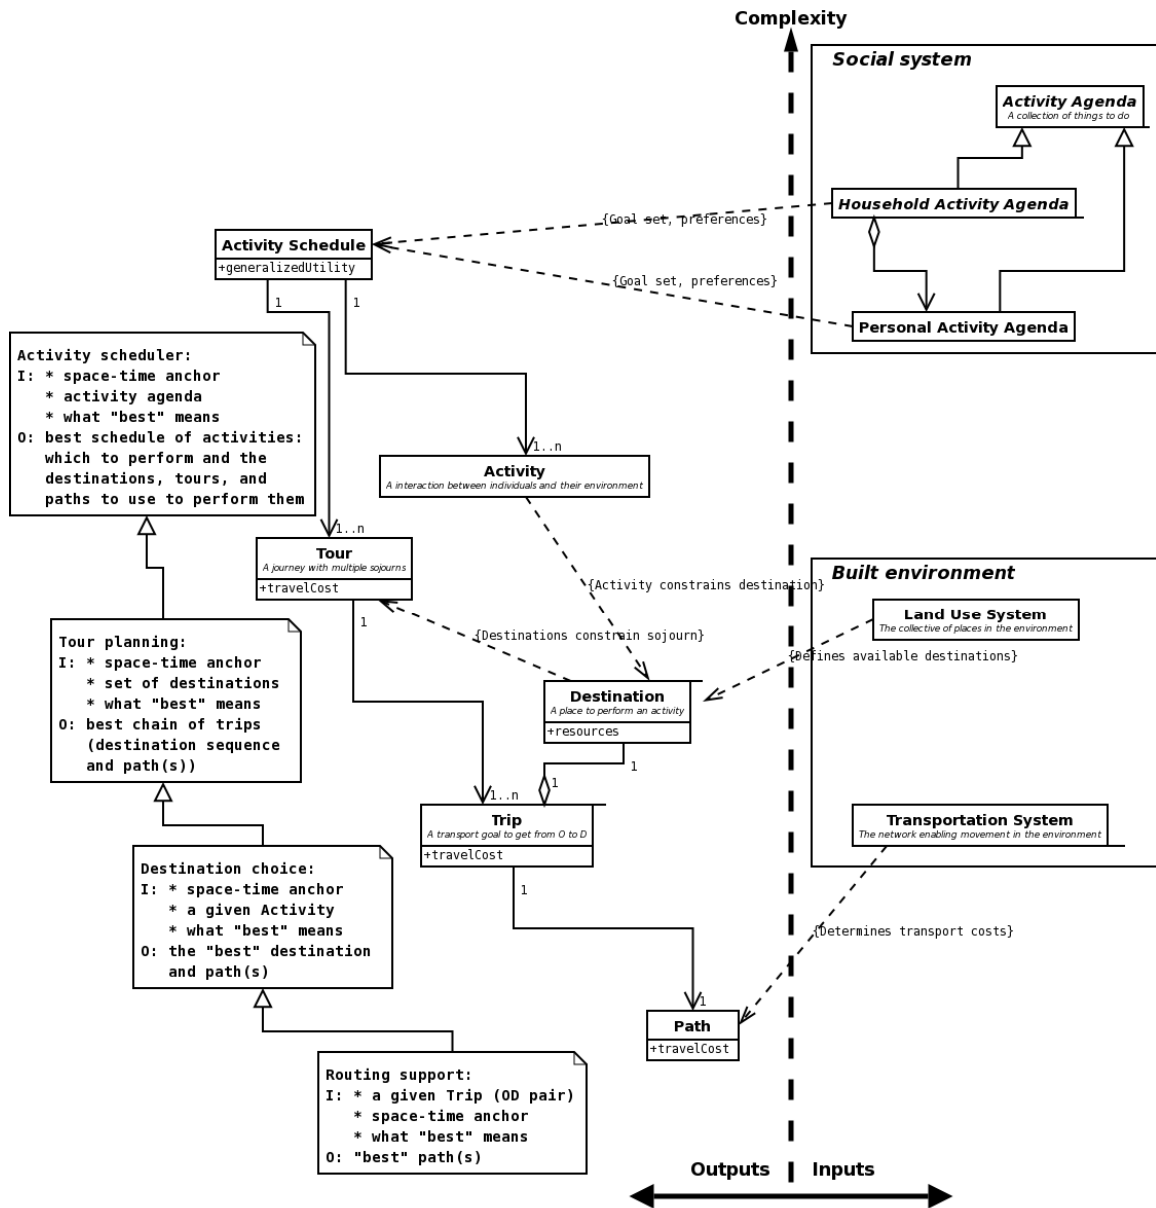 Complexity
Social system
Activity Agenda
A collection of things to do
Household Activity Agenda
{Goal set, preferences}
Activity Schedule
+generalizedUtility
{Goal set, preferences}
1
1
Personal Activity Agenda
Activity scheduler:
I: * space-time anchor
* activity agenda
* what "best" means
O: best schedule of activities:
which to perform and the
destinations, tours, and
paths to use to perform them
1..n
Activity
A interaction between individuals and their environment
1..n
Tour
A journey with multiple sojourns
+travelCost
1
{Activity constrains destination}
Built environment
Land Use System
The collective of places in the environment
{Destinations constrain sojourn}
{Defines available destinations}
Tour planning:
I: * space-time anchor
* set of destinations
* what "best" means
O: best chain of trips
(destination sequence
and path(s))
Destination
A place to perform an activity
+resources
1
1
1..n
Trip
A transport goal to get from O to D
+travelCost
1
Transportation System
The network enabling movement in the environment
Destination choice:
I: * space-time anchor
* a given Activity
* what "best" means
O: the "best" destination
and path(s)
{Determines transport costs}
1
Path
+travelCost
Routing support:
I: * a given Trip (OD pair)
* space-time anchor
* what "best" means
O: "best" path(s)
Outputs
Inputs